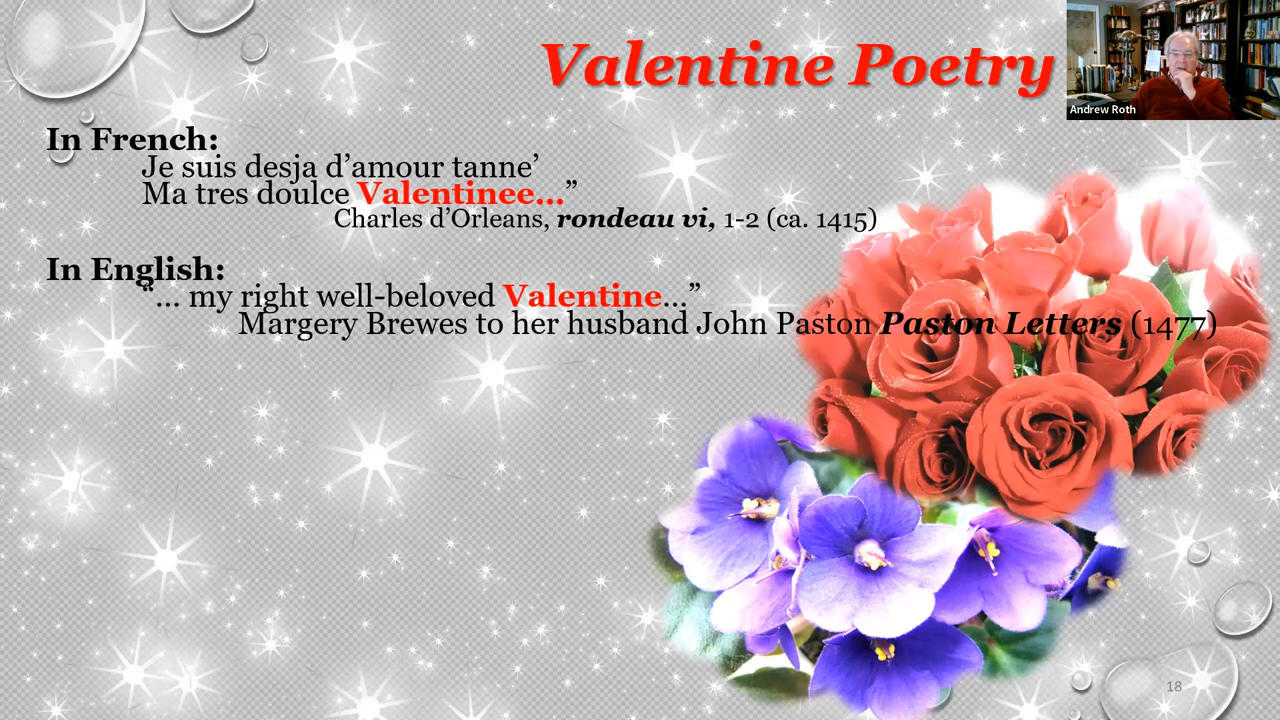 Valentine Poetry
Andrew Roth
In French:
Je suis desja d’amour tanne’
Ma tres doulce Valentinee...”
Charles d’Orleans, rondeau vi, 1-2 (ca. 1415)
In English:
“... my right well-beloved Valentine...”
Margery Brewes to her husband John Paston Paston Letters (1477)
18